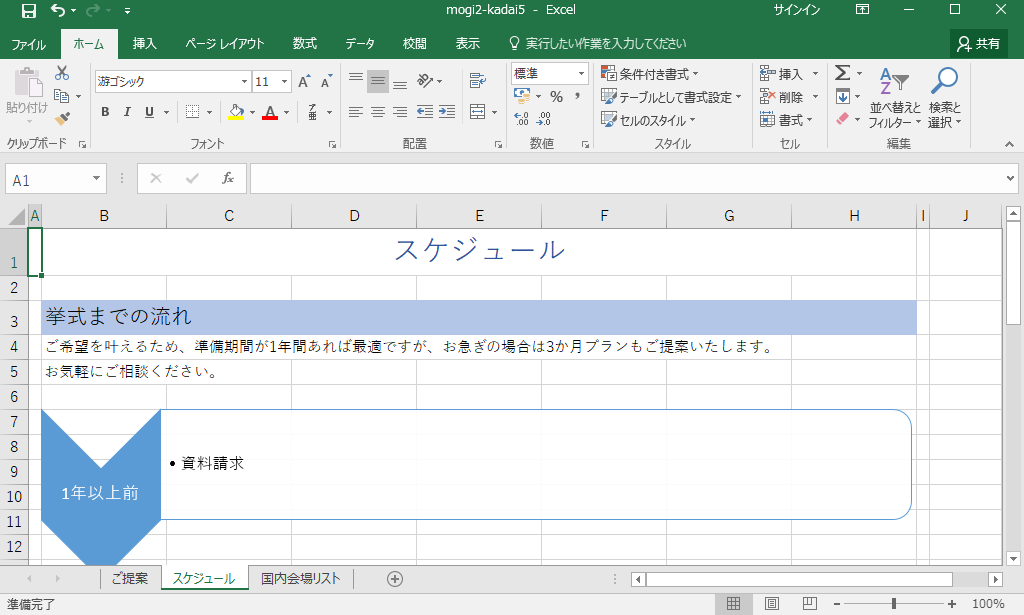 mogi2-kadai5 - Excel
サインイン
ファイル ホーム 挿入 ページ レイアウト 数式 データ 校閲 表示 実行したい作業を入力してください 共有
貼り付け
クリップボード
游ゴシック 11
B I U
フォント
配置
標準
%
数値
条件付き書式
テーブルとして書式設定
セルのスタイル
スタイル
挿入
削除
書式
セル
並べ替えと
フィルター
検索と
選択
編集
A1 fx
A B C D E F G H I J
1 スケジュール
2
3 挙式までの流れ
4 ご希望を叶えるため、準備期間が1年間あれば最適ですが、お急ぎの場合は3か月プランもご提案いたします。
5 お気軽にご相談ください。
6
7
8
9 • 資料請求
10 1年以上前
11
12
ご提案 スケジュール 国内会場リスト
準備完了 100%